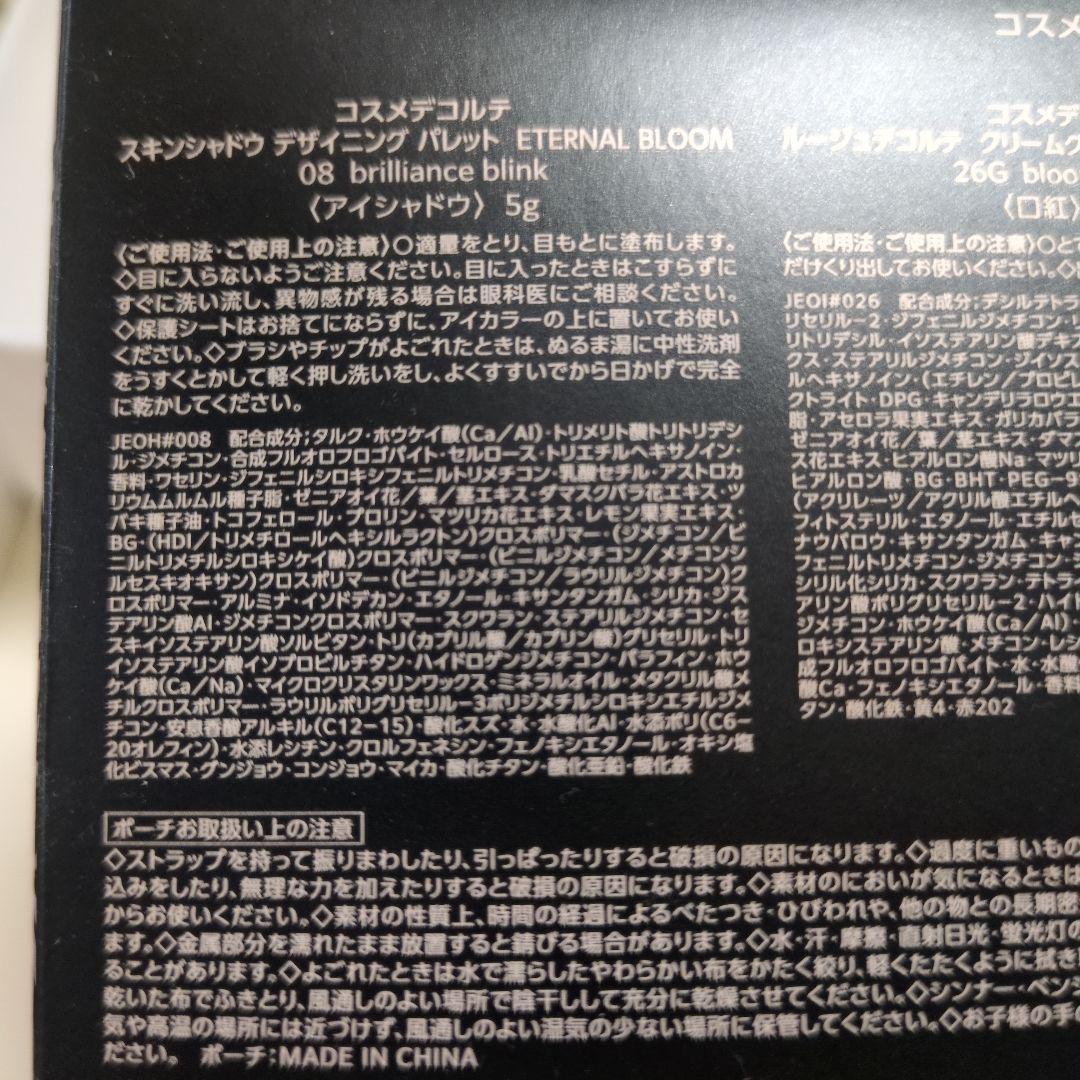 コスメ
コスメデコルテ
スキンシャドウ デザイニング パレット ETERNAL BLOOM
08 brilliance blink
〈アイシャドウ〉 5g
〈ご使用法・ご使用上の注意〉○適量をとり、目もとに塗布します。
◇目に入らないようご注意ください。目に入ったときはこすらずに
すぐに洗い流し、異物感が残る場合は眼科医にご相談ください。
◇保護シートはお捨てにならずに、アイカラーの上に置いてお使い
ください。◇ブラシやチップがよごれたときは、ぬるま湯に中性洗剤
をうすくとかして軽く押し洗いをし、よくすすいでから日かげで完全
に乾かしてください。
JEOH#008 配合成分;タルク・ホウケイ酸(Ca/Al)・トリメリト酸トリトリデシ
ル・ジメチコン・合成フルオロフロゴパイト・セルロース・トリエチルヘキサノイン・
香料・ワセリン・ジフェニルシロキシフェニルトリメチコン・乳酸セチル・アストロカ
リウムムルムル種子脂・ゼニアオイ花/葉/茎エキス・ダマスクバラ花エキス・ツ
バキ種子油・トコフェロール・プロリン・マツリカ花エキス・レモン果実エキス・
BG・(HDI/トリメチロールヘキシルラクトン)クロスポリマー・(ジメチコン/ビ
ニルトリメチルシロキシケイ酸)クロスポリマー・(ビニルジメチコン/メチコンシ
ルセスキオキサン)クロスポリマー・(ビニルジメチコン/ラウリルジメチコン)ク
ロスポリマー・アルミナ・イソドデカン・エタノール・キサンタンガム・シリカ・ジス
テアリン酸Al・ジメチコンクロスポリマー・スクワラン・ステアリルジメチコン・セ
スキイソステアリン酸ソルビタン・トリ(カプリル酸/カプリン酸)グリセリル・トリ
イソステアリン酸イソプロピルチタン・ハイドロゲンジメチコン・パラフィン・ホウ
ケイ酸(Ca/Na)・マイクロクリスタリンワックス・ミネラルオイル・メタクリル酸メ
チルクロスポリマー・ラウリルポリグリセリル-3ポリジメチルシロキシエチルジメ
チコン・安息香酸アルキル(C12-15)・酸化スズ・水・水酸化Al・水添ポリ(C6-
20オレフィン)・水添レシチン・クロルフェネシン・フェノキシエタノール・オキシ塩
化ビスマス・グンジョウ・コンジョウ・マイカ・酸化チタン・酸化亜鉛・酸化鉄
コスメデ
ルージュデコルテ クリームグ
26G bloo
〈口紅〉
〈ご使用法・ご使用上の注意〉○と
だけくり出してお使いください。◇
JEOI#026 配合成分;デシルテトラ
リセリル-2・ジフェニルジメチコン・
リトリデシル・イソステアリン酸デキス
クス・ステアリルジメチコン・ジイソス
ルヘキサノイン・(エチレン/プロピレ
クトライト・DPG・キャンデリラロウエ
脂・アセロラ果実エキス・ガリカバラ
ゼニアオイ花/葉/茎エキス・ダマス
ス花エキス・ヒアルロン酸Na・マツリ
ヒアルロン酸・BG・BHT・PEG-9
(アクリレーツ/アクリル酸エチルヘ
フィトステリル・エタノール・エチルセ
ナウバロウ・キサンタンガム・キャン
フェニルトリメチコン・ジメチコン・
シリル化シリカ・スクワラン・テトライ
アリン酸ポリグリセリル-2・ハイド
ジメチコン・ホウケイ酸(Ca/Al)
ロキシステアリン酸・メチコン・レシ
成フルオロフロゴパイト・水・水酸
酸Ca・フェノキシエタノール・香料
タン・酸化鉄・黄4・赤202
ポーチお取扱い上の注意
◇ストラップを持って振りまわしたり、引っぱったりすると破損の原因になります。◇過度に重いもの
込みをしたり、無理な力を加えたりすると破損の原因になります。◇素材のにおいが気になるときは
からお使いください。◇素材の性質上、時間の経過によるべたつき・ひびわれや、他の物との長期密
ます。◇金属部分を濡れたまま放置すると錆びる場合があります。◇水・汗・摩擦・直射日光・蛍光灯の
ることがあります。◇よごれたときは水で濡らしたやわらかい布をかたく絞り、軽くたたくように拭き
乾いた布でふきとり、風通しのよい場所で陰干しして充分に乾燥させてください。◇シンナー・ベンジ
気や高温の場所には近づけず、風通しのよい湿気の少ない場所に保管してください。◇お子様の手の
ださい。 ポーチ:MADE IN CHINA